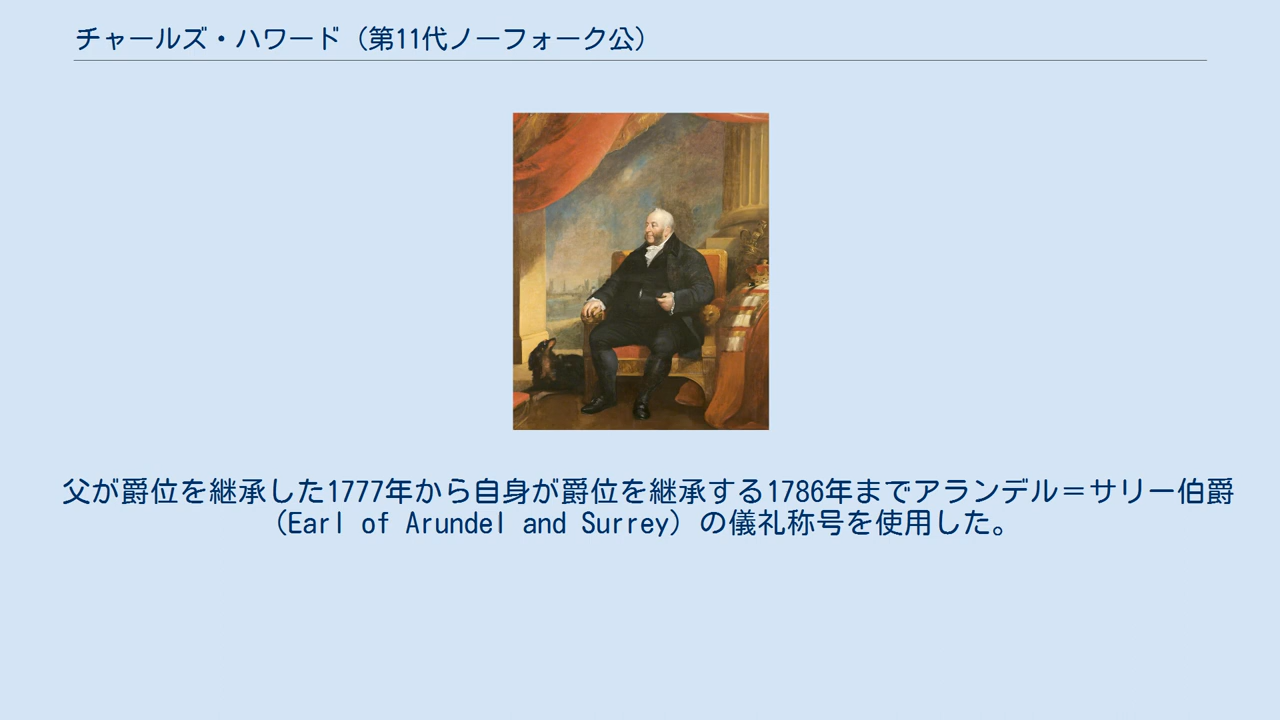 チャールズ・ハワード（第11代ノーフォーク公）
父が爵位を継承した1777年から自身が爵位を継承する1786年までアランデル＝サリー伯爵
（Earl of Arundel and Surrey）の儀礼称号を使用した。